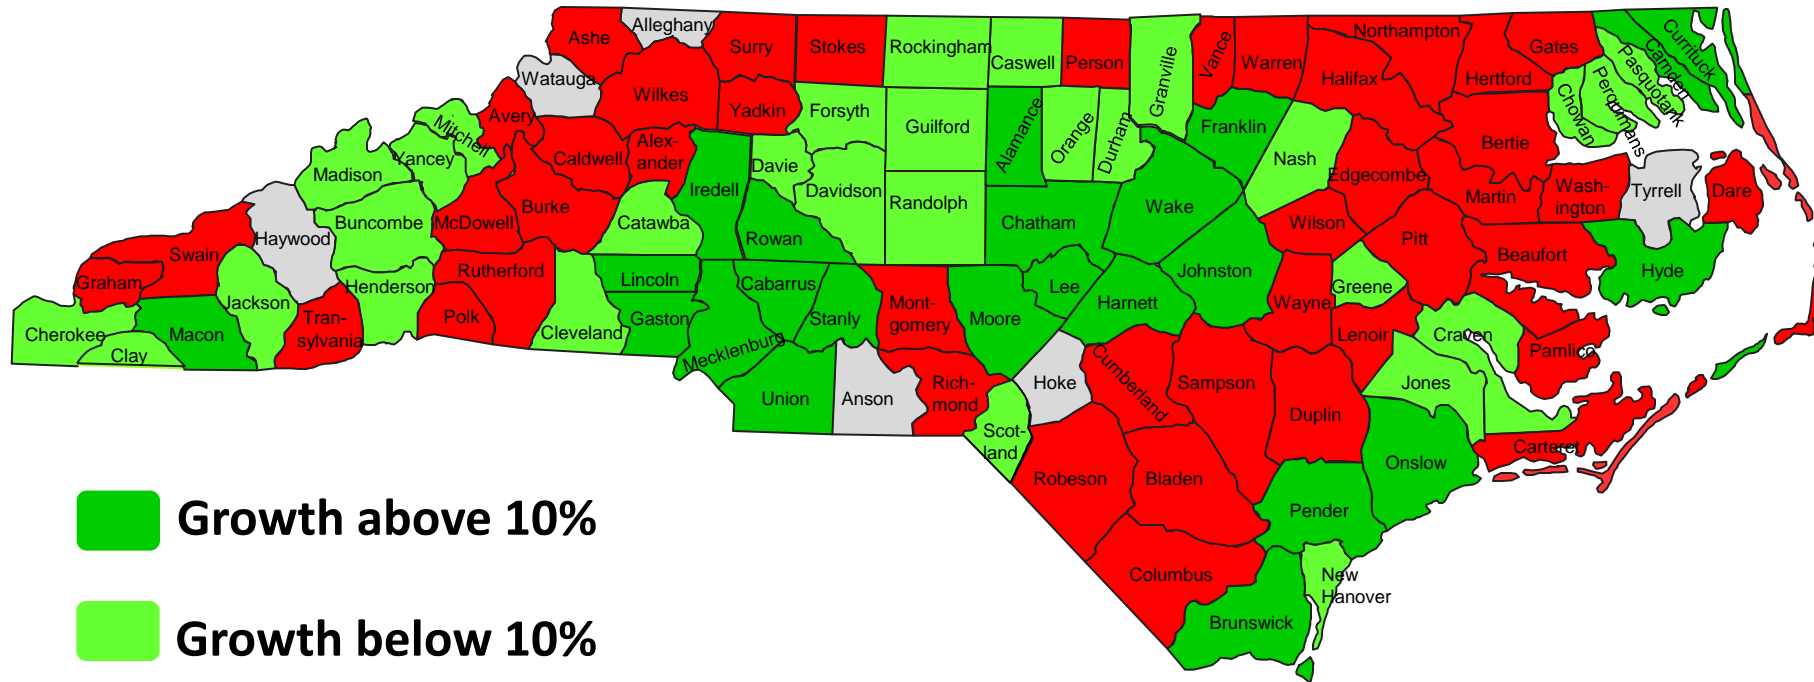 Alleghany
Ashe
Surry
Stokes
Rockingham
Caswell
Person
Granville
Vance
Warren
Northampton
Halifax
Hertford
Gates
Currituck
Camden
Pasquotank
Perquimans
Chowan
Watauga
Wilkes
Yadkin
Forsyth
Guilford
Alamance
Orange
Durham
Franklin
Nash
Edgecombe
Bertie
Martin
Wash-
ington
Tyrrell
Dare
Avery
Mitchell
Yancey
Madison
Caldwell
Alex-
ander
Iredell
Davie
Davidson
Randolph
Chatham
Wake
Wilson
Pitt
Beaufort
Hyde
Buncombe
McDowell
Burke
Catawba
Rowan
Haywood
Swain
Graham
Jackson
Henderson
Rutherford
Polk
Cleveland
Lincoln
Gaston
Cabarrus
Stanly
Mont-
gomery
Moore
Lee
Harnett
Johnston
Wayne
Greene
Lenoir
Craven
Pamlico
Cherokee
Clay
Macon
Tran-
sylvania
Mecklenburg
Union
Anson
Rich-
mond
Hoke
Scot-
land
Cumberland
Sampson
Duplin
Jones
Onslow
Carteret
Robeson
Bladen
Pender
Columbus
New
Hanover
Brunswick
Growth above 10%
Growth below 10%